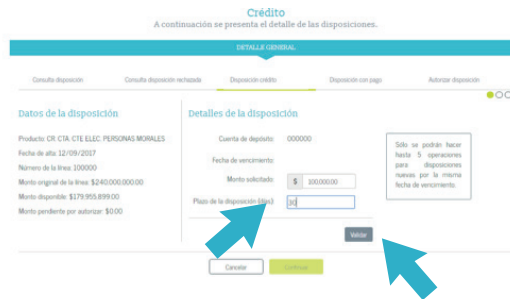 Crédito
A continuación se presenta el detalle de las disposiciones.
DETALLE GENERAL
Consulta disposición
Consulta disposición rechazada
Disposición crédito
Disposición con pago
Autorizar disposición
Datos de la disposición
Producto: CR. CTA. CTE ELEC. PERSONAS MORALES
Fecha de alta: 12/09/2017
Número de la línea: 100000
Monto original de la línea: $240.000,000.00
Monto disponible: $179,955,899.00
Monto pendiente por autorizar: $0.00
Detalles de la disposición
Cuenta de depósito: 000000
Fecha de vencimiento:
Monto solicitado: $ 100,000.00
Plazo de la disposición (días): 30
Validar
Sólo se podrán hacer
hasta 5 operaciones
para disposiciones
nuevas por la misma
fecha de vencimiento.
Cancelar
Continuar